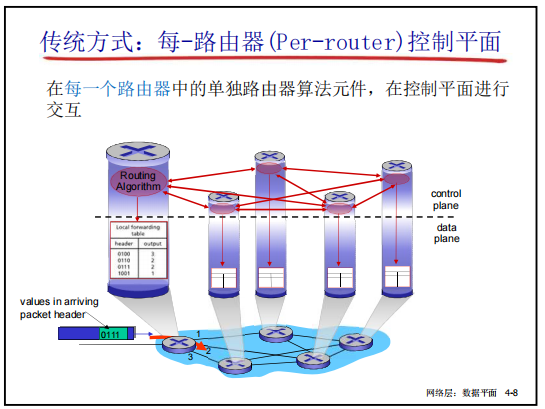 传统方式：每-路由器(Per-router)控制平面
在每一个路由器中的单独路由器算法元件，在控制平面进行
交互
Routing
Algorithm
control
plane
data
plane
Local forwarding
table
header output
0100 3
0110 2
0111 2
1001 1
values in arriving
packet header
0111
1
2
3
网络层：数据平面 4-8